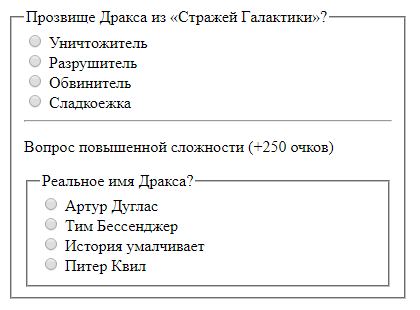 Прозвище Дракса из «Стражей Галактики»?
Уничтожитель
Разрушитель
Обвинитель
Сладкоежка
Вопрос повышенной сложности (+250 очков)
Реальное имя Дракса?
Артур Дуглас
Тим Бессенджер
История умалчивает
Питер Квил